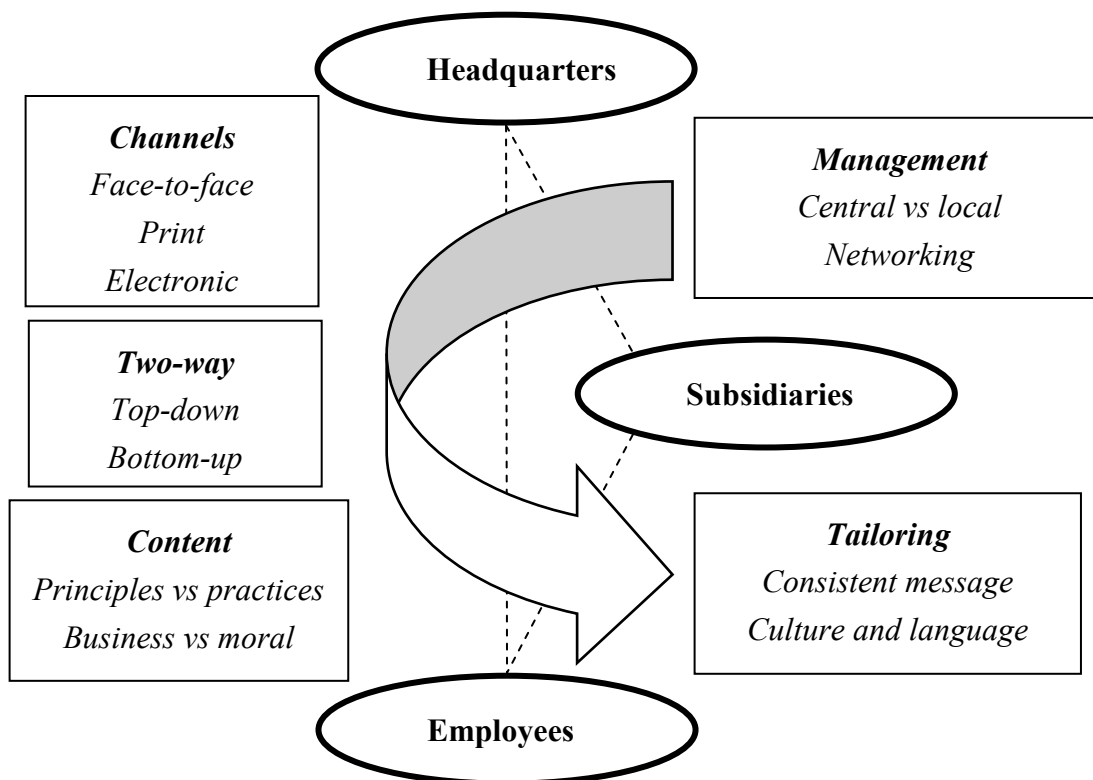 Headquarters
Channels
Face-to-face
Print
Electronic
Management
Central vs local
Networking
Two-way
Top-down
Bottom-up
Subsidiaries
Content
Principles vs practices
Business vs moral
Tailoring
Consistent message
Culture and language
Employees